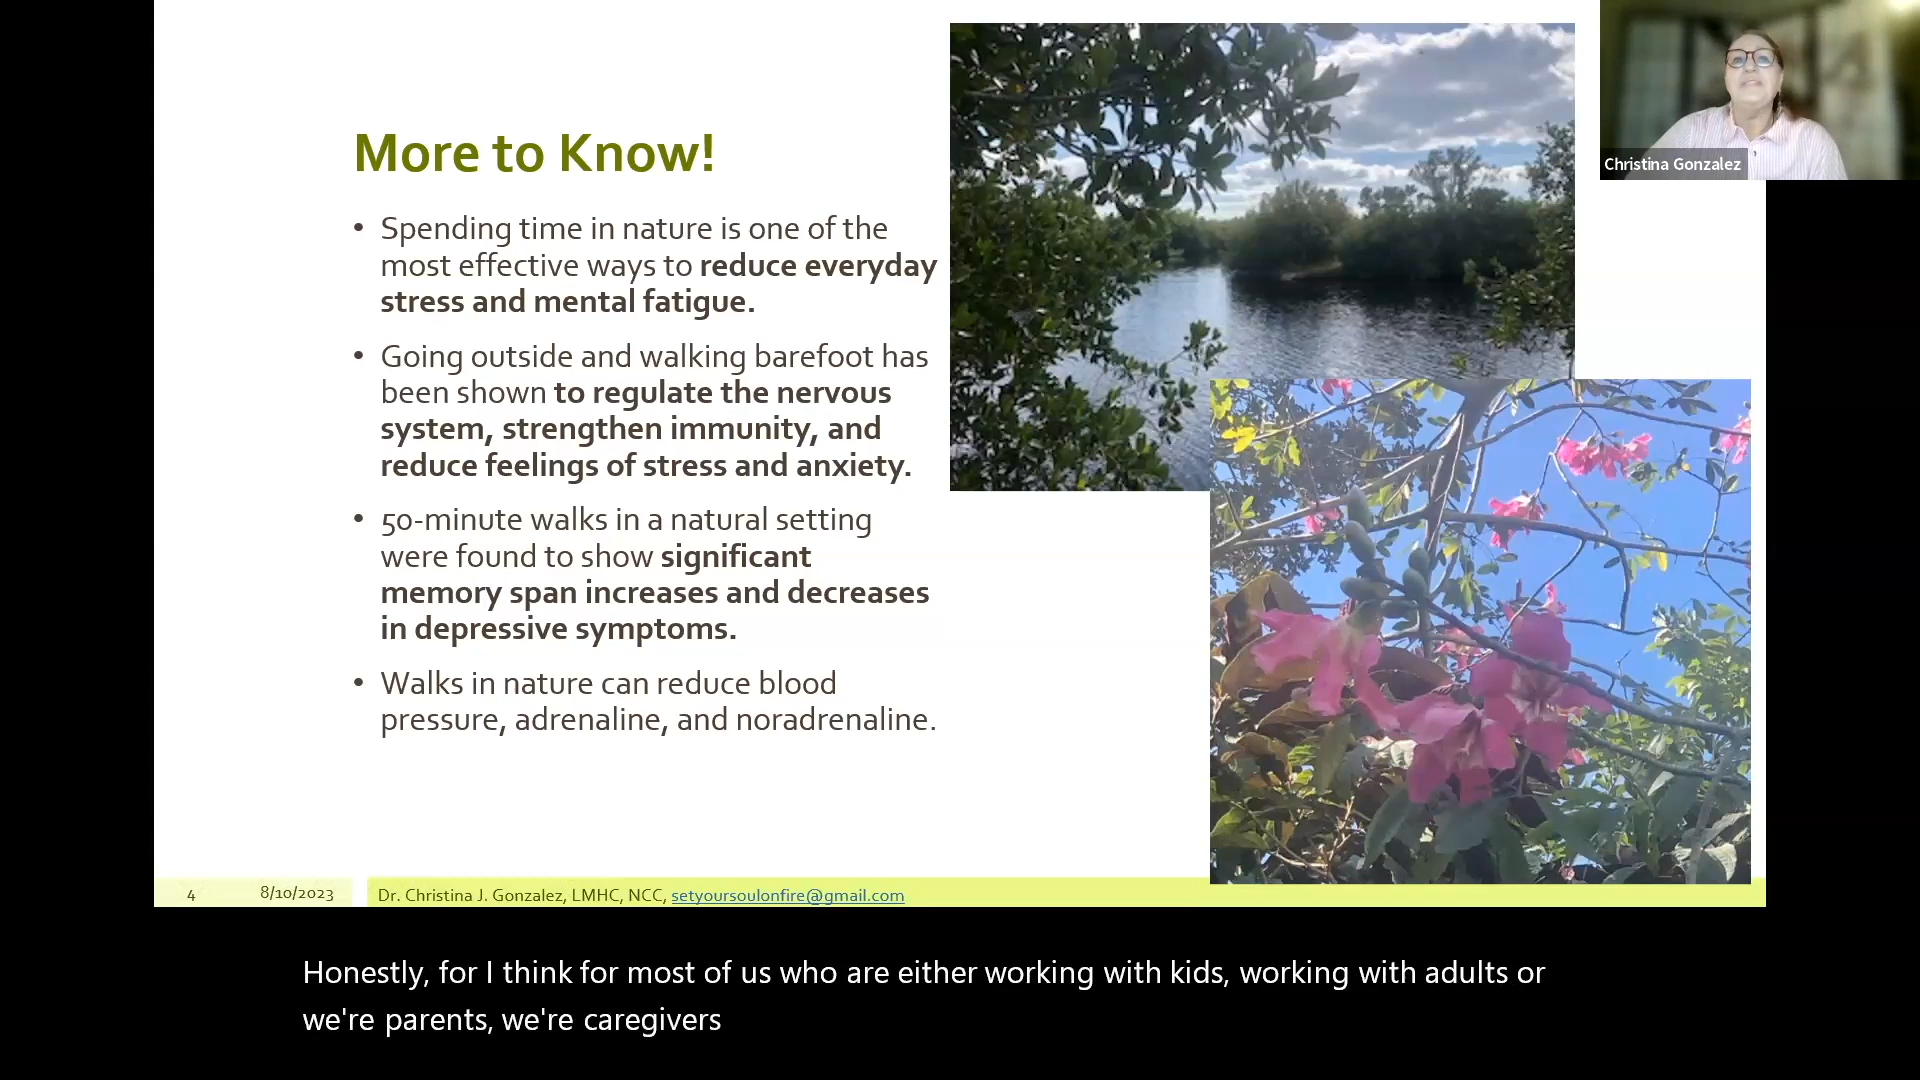 More to Know!
• Spending time in nature is one of the
most effective ways to reduce everyday
stress and mental fatigue.
• Going outside and walking barefoot has
been shown to regulate the nervous
system, strengthen immunity, and
reduce feelings of stress and anxiety.
• 50-minute walks in a natural setting
were found to show significant
memory span increases and decreases
in depressive symptoms.
• Walks in nature can reduce blood
pressure, adrenaline, and noradrenaline.
Christina Gonzalez
4 8/10/2023 Dr. Christina J. Gonzalez, LMHC, NCC, setyoursoulonfire@gmail.com
Honestly, for I think for most of us who are either working with kids, working with adults or
we're parents, we're caregivers